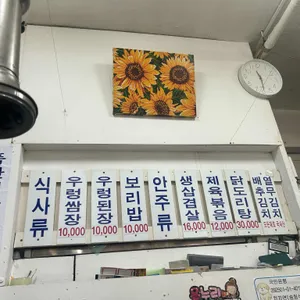 식사류
우렁쌈장
10,000
우렁된장
10,000
보리밥
10,000
안주류
생삼겹살
16,000
제육볶음
12,000
닭도리탕
30,000
열무김치
배추김치